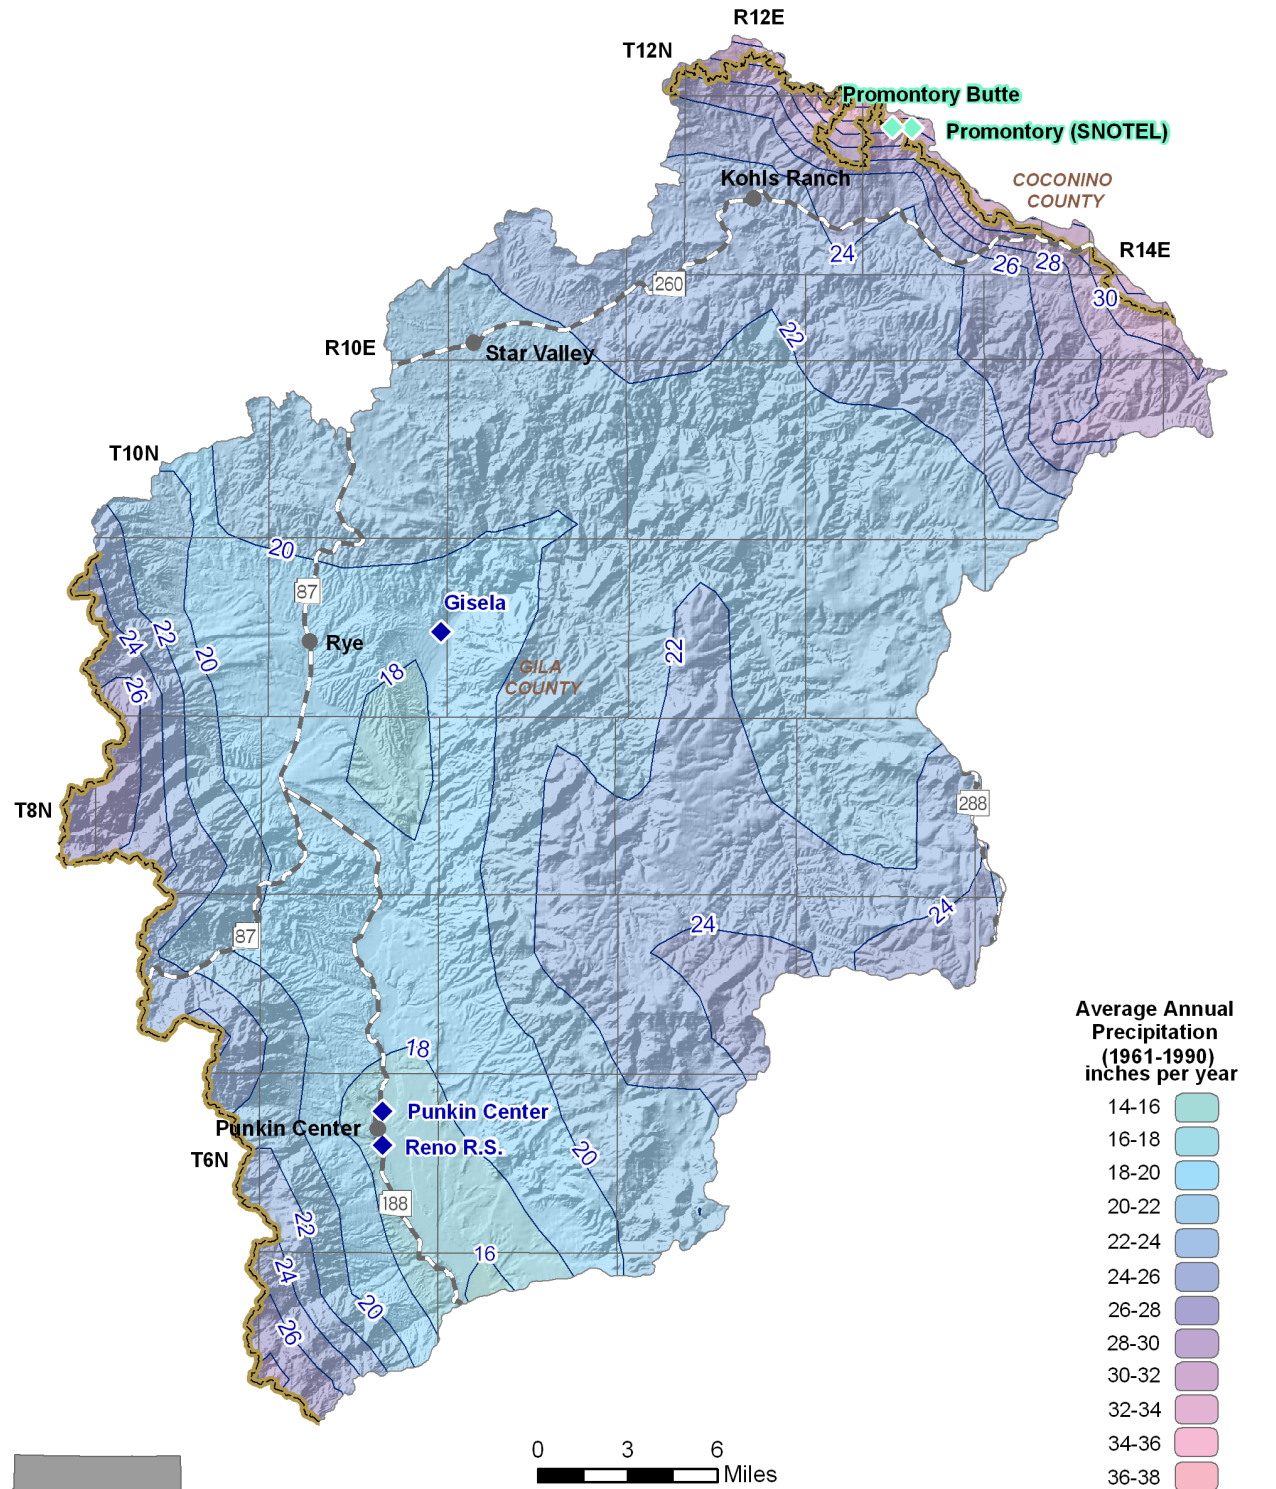 R12E
T12N
Promontory Butte
Promontory (SNOTEL)
Kohls Ranch
COCONINO
COUNTY
24
26
28
R14E
260
30
22
R10E
Star Valley
T10N
20
87
Gisela
24
22
Rye
22
20
18
GILA
COUNTY
26
T8N
288
24
24
87
Average Annual
Precipitation
(1961-1990)
inches per year
18
14-16
Punkin Center
Punkin Center
16-18
Reno R.S.
T6N
20
18-20
188
20-22
22
22-24
16
24
24-26
20
26-28
26
28-30
30-32
32-34
34-36
36-38
0 3 6
Miles